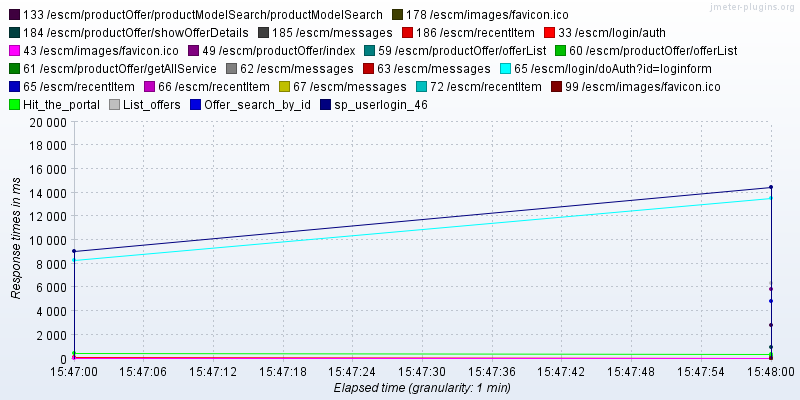 jmeter-plugins.org
133 /escm/productOffer/productModelSearch/productModelSearch 178 /escm/images/favicon.ico
184 /escm/productOffer/showOfferDetails 185 /escm/messages 186 /escm/recentItem 33 /escm/login/auth
43 /escm/images/favicon.ico 49 /escm/productOffer/index 59 /escm/productOffer/offerList 60 /escm/productOffer/offerList
61 /escm/productOffer/getAllService 62 /escm/messages 63 /escm/messages 65 /escm/login/doAuth?id=loginform
65 /escm/recentItem 66 /escm/recentItem 67 /escm/messages 72 /escm/recentItem 99 /escm/images/favicon.ico
Hit_the_portal List_offers Offer_search_by_id sp_userlogin_46
20 000
18 000
16 000
14 000
12 000
10 000
8 000
6 000
4 000
2 000
0
Response times in ms
15:47:00 15:47:06 15:47:12 15:47:18 15:47:24 15:47:30 15:47:36 15:47:42 15:47:48 15:47:54 15:48:00
Elapsed time (granularity: 1 min)